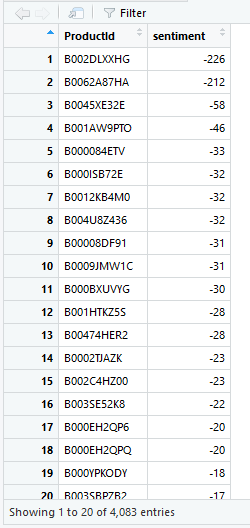 Filter
ProductId sentiment
1 B002DLXXHG -226
2 B0062A87HA -212
3 B0045XE32E -58
4 B001AW9PTO -46
5 B000084ETV -33
6 B000ISB72E -32
7 B0012KB4M0 -32
8 B004U8Z436 -32
9 B00008DF91 -31
10 B0009JMW1C -31
11 B000BXUVYG -30
12 B001HTKZ5S -28
13 B00474HER2 -28
14 B0002TJAZK -23
15 B002C4HZ00 -23
16 B003SE52K8 -22
17 B000EH2QP6 -20
18 B000EH2QPQ -20
19 B000YPKODY -18
20 B003SBPZB2 -17
Showing 1 to 20 of 4,083 entries